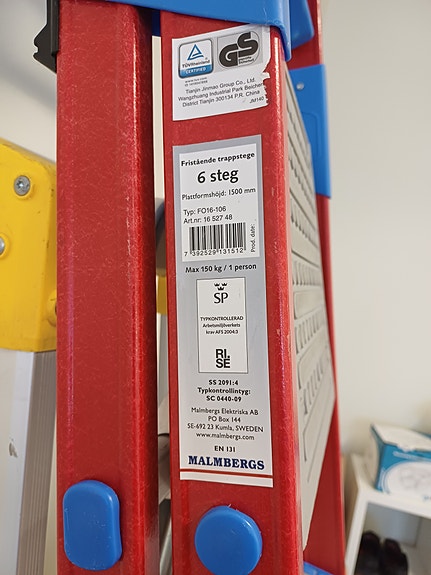 TÜVRheinland
CERTIFIED
GS
Tianjin Jinmao Group Co., Ltd.
Wangzhuang Industrial Park Beichen
District Tianjin 300134 P.R. China
JM140
Fristående trappstege
6 steg
Plattformshöjd: 1500 mm
Typ: FO16-106
Art.nr: 16 527 48
7 392529 131512
Prod. date:
Max 150 kg / 1 person
SP
TYPKONTROLLERAD
Arbetsmiljöverkets
krav AFS 2004:3
RI.
SE
SS 2091:4
Typkontrollintyg:
SC 0440-09
Malmbergs Elektriska AB
PO Box 144
SE-692 23 Kumla, SWEDEN
www.malmbergs.com
EN 131
MALMBERGS